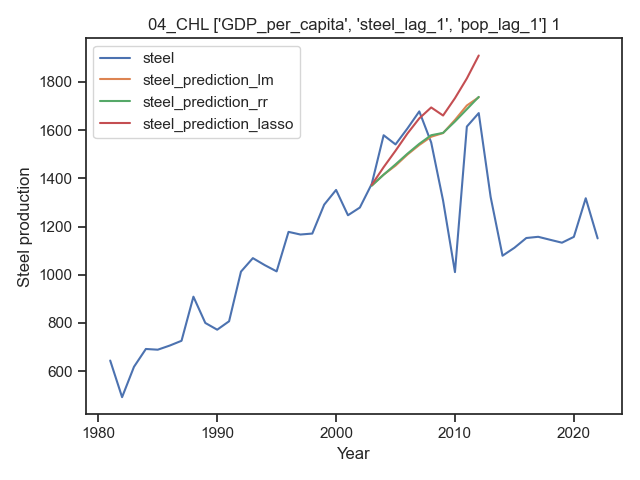 04_CHL ['GDP_per_capita', 'steel_lag_1', 'pop_lag_1'] 1
steel
steel_prediction_lm
steel_prediction_rr
steel_prediction_lasso
Steel production
1800
1600
1400
1200
1000
800
600
1980 1990 2000 2010 2020
Year